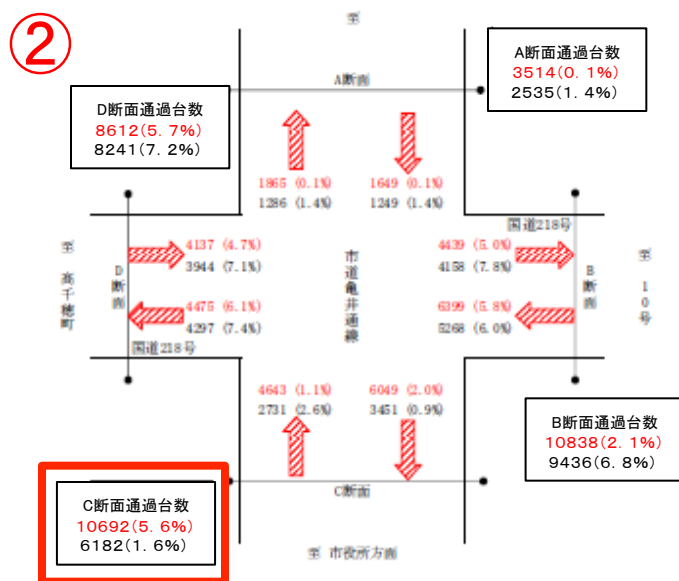 ②
至
A断面通過台数
3514(0. 1%)
2535(1. 4%)
A断面
D断面通過台数
8612(5. 7%)
8241(7. 2%)
1865 (0.1%)
1286 (1.4%)
1649 (0.1%)
1249 (1.4%)
国道218号
至 高千穂町
D断面
4137 (4.7%)
3944 (7.1%)
市道亀井通線
4439 (5.0%)
4158 (7.8%)
B断面
至 10号
4475 (6.1%)
4297 (7.4%)
6399 (5.8%)
5268 (6.0%)
国道218号
4643 (1.1%)
2731 (2.6%)
6049 (2.0%)
3451 (0.9%)
B断面通過台数
10838(2. 1%)
9436(6. 8%)
C断面通過台数
10692(5. 6%)
6182(1. 6%)
C断面
至 市役所方面